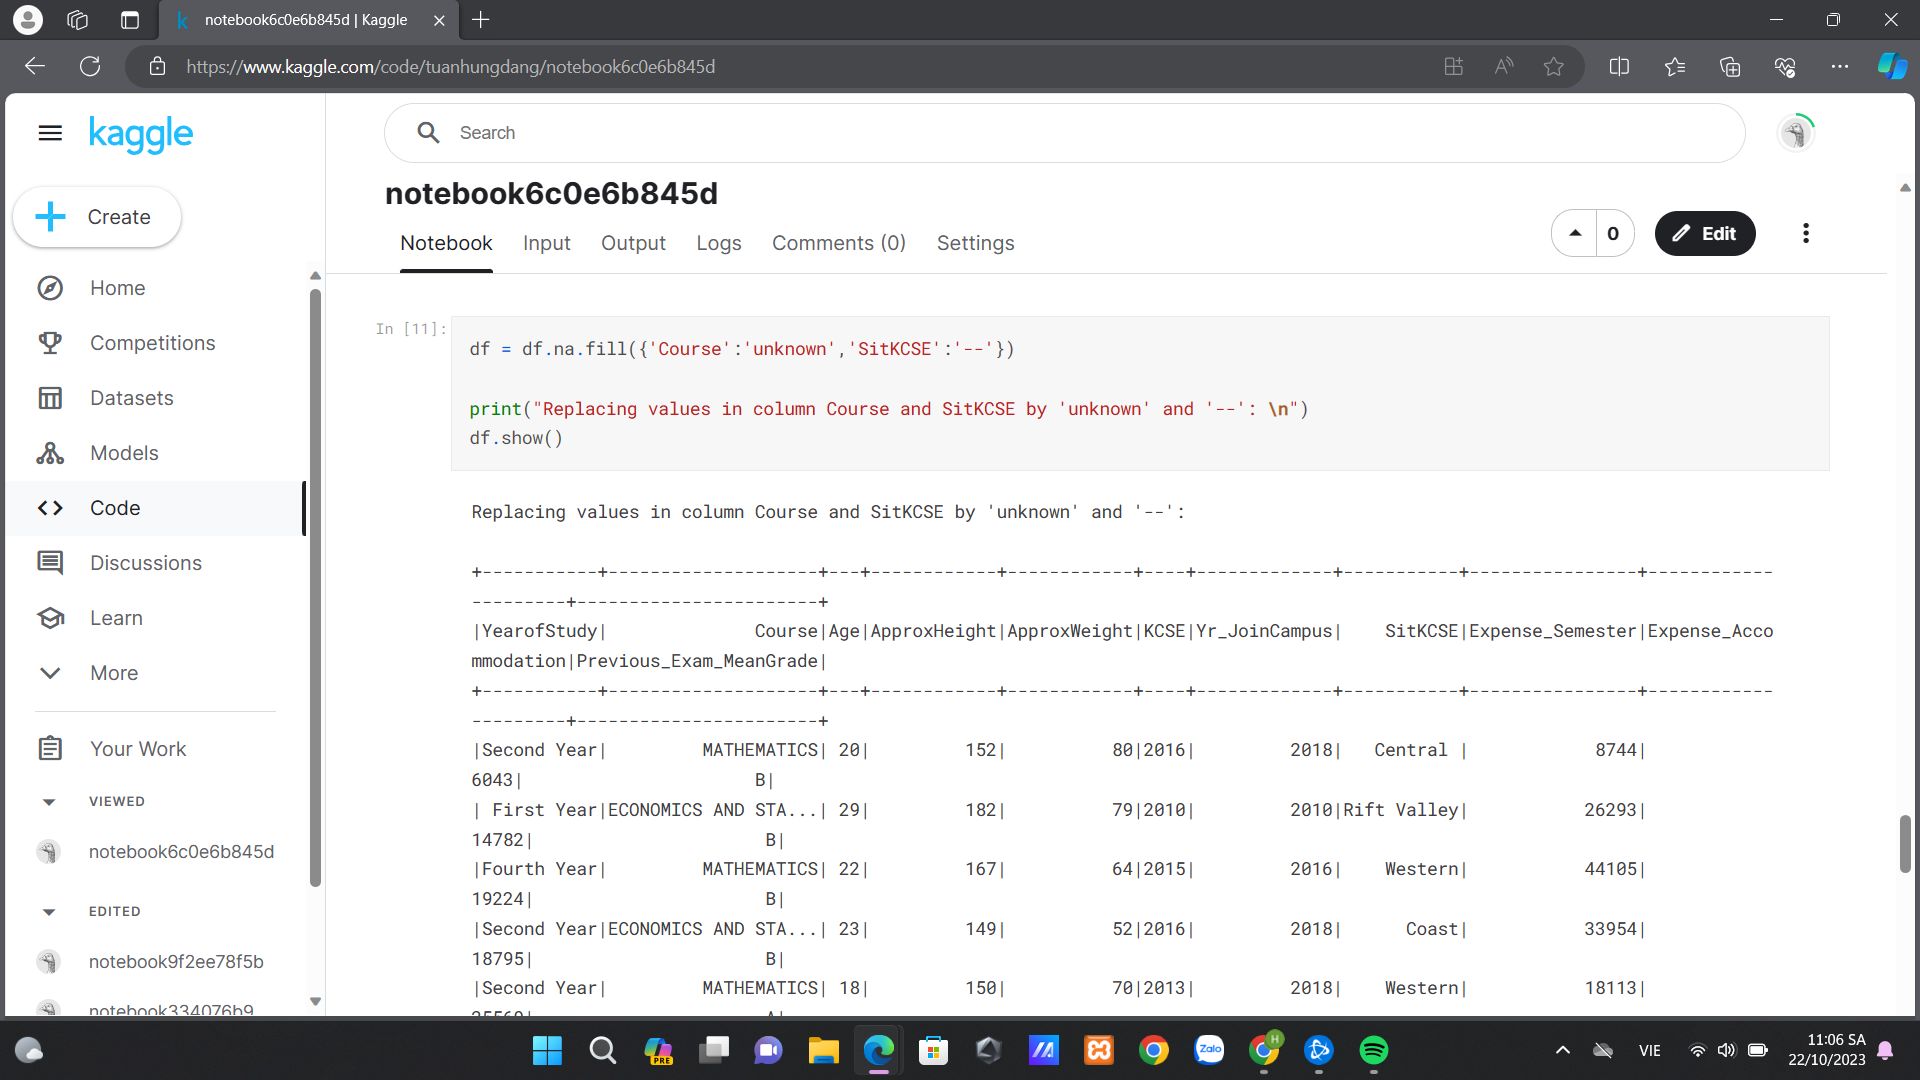 notebook6c0e6b845d | Kaggle
https://www.kaggle.com/code/tuanhungdang/notebook6c0e6b845d
kaggle
Search
Create
Home
Competitions
Datasets
Models
Code
Discussions
Learn
More
Your Work
VIEWED
notebook6c0e6b845d
EDITED
notebook9f2ee78f5b
notebook334076b9
notebook6c0e6b845d
Notebook Input Output Logs Comments (0) Settings
0
Edit
In [11]:
df = df.na.fill({'Course':'unknown','SitKCSE':'--'})
print("Replacing values in column Course and SitKCSE by 'unknown' and '--': \n")
df.show()
Replacing values in column Course and SitKCSE by 'unknown' and '--':
+-----------+--------------------+---+------------+------------+----+-------------+-----------+----------------+------------
---------+-----------------------+
|YearofStudy|              Course|Age|ApproxHeight|ApproxWeight|KCSE|Yr_JoinCampus|    SitKCSE|Expense_Semester|Expense_Acco
mmodation|Previous_Exam_MeanGrade|
+-----------+--------------------+---+------------+------------+----+-------------+-----------+----------------+------------
---------+-----------------------+
|Second Year|         MATHEMATICS| 20|         152|          80|2016|         2018|   Central |            8744|
6043|                      B|
| First Year|ECONOMICS AND STA...| 29|         182|          79|2010|         2010|Rift Valley|           26293|
14782|                      B|
|Fourth Year|         MATHEMATICS| 22|         167|          64|2015|         2016|    Western|           44105|
19224|                      B|
|Second Year|ECONOMICS AND STA...| 23|         149|          52|2016|         2018|      Coast|           33954|
18795|                      B|
|Second Year|         MATHEMATICS| 18|         150|          70|2013|         2018|    Western|           18113|
PRE
Zalo
H
VIE
11:06 SA
22/10/2023